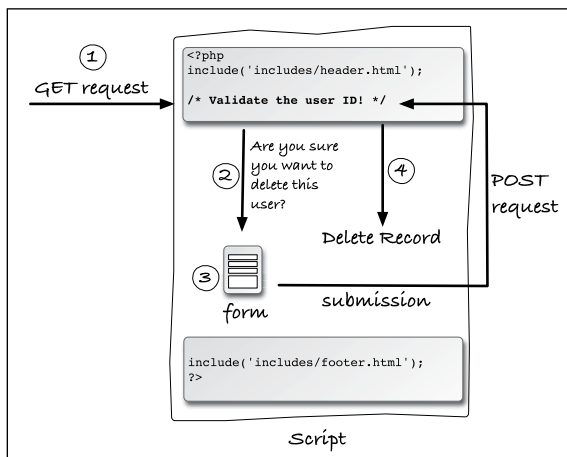 <?php
include('includes/header.html');
/* Validate the user ID! */
1
GET request
2
Are you sure
you want to
delete this
user?
4
Delete Record
POST
request
3
form
submission
include('includes/footer.html');
?>
Script